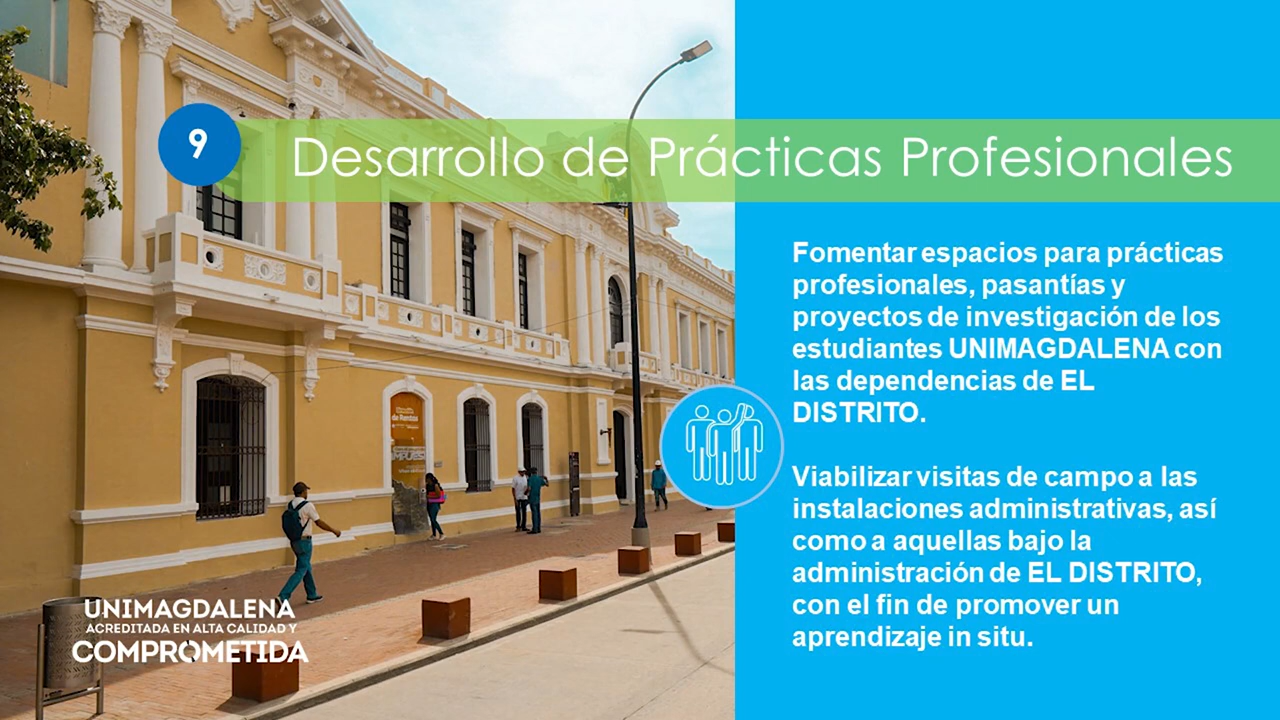 9
Desarrollo de Prácticas Profesionales
Fomentar espacios para prácticas
profesionales, pasantías y
proyectos de investigación de los
estudiantes UNIMAGDALENA con
las dependencias de EL
DISTRITO.
Viabilizar visitas de campo a las
instalaciones administrativas, así
como a aquellas bajo la
administración de EL DISTRITO,
con el fin de promover un
aprendizaje in situ.
de Rentas
UNIMAGDALENA
ACREDITADA EN ALTA CALIDAD Y
COMPROMETIDA